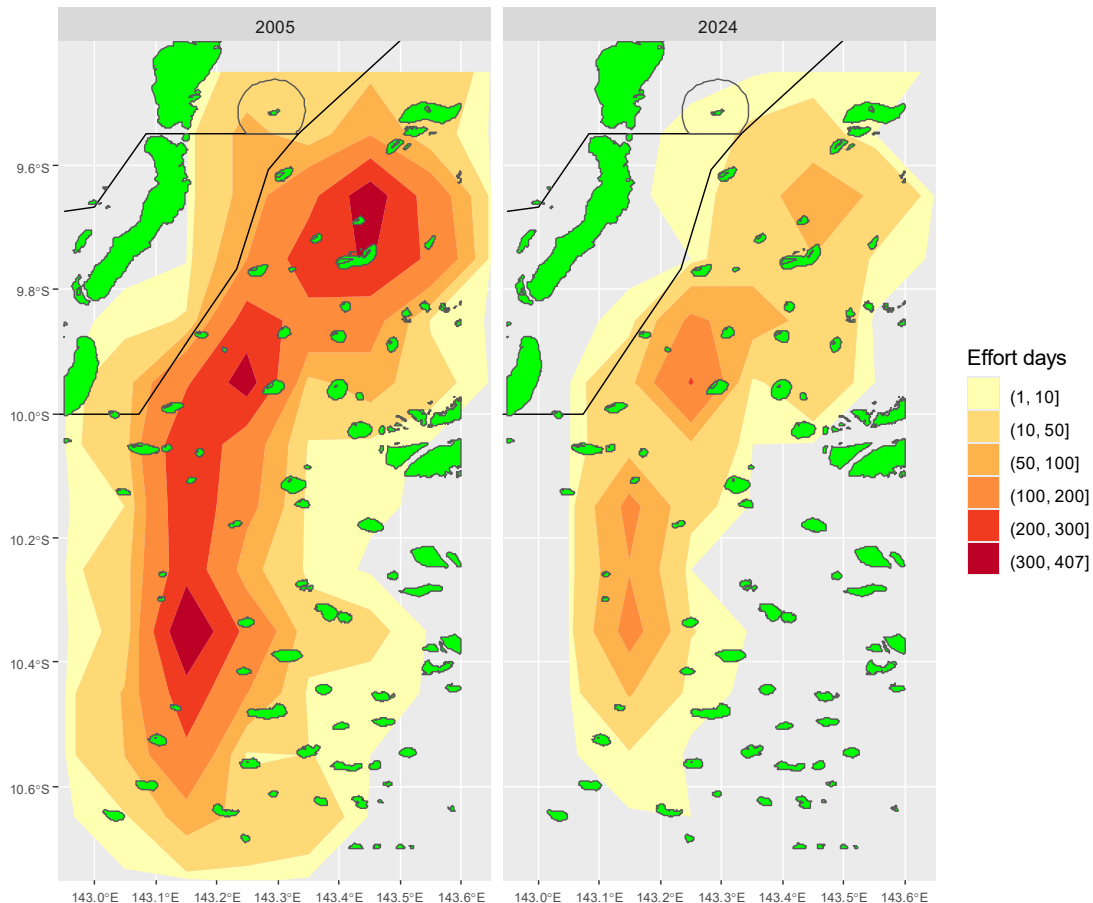 2005
2024
9.6°S
9.8°S
10.0°S
10.2°S
10.4°S
10.6°S
143.0°E 143.1°E 143.2°E 143.3°E 143.4°E 143.5°E 143.6°E
143.0°E 143.1°E 143.2°E 143.3°E 143.4°E 143.5°E 143.6°E
Effort days
(1, 10]
(10, 50]
(50, 100]
(100, 200]
(200, 300]
(300, 407]